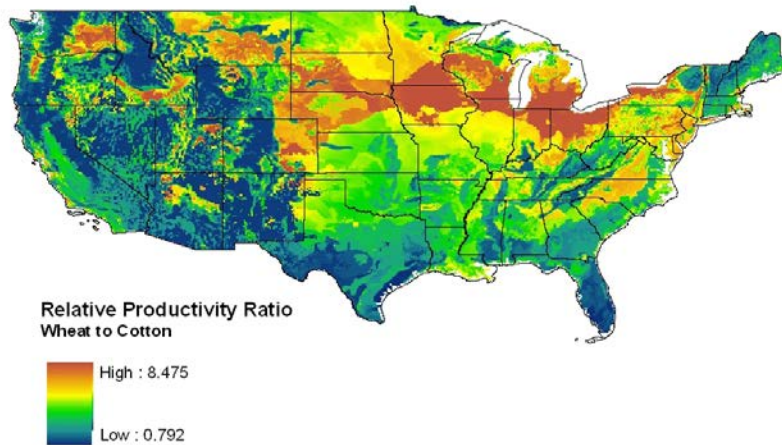 Relative Productivity Ratio
Wheat to Cotton
High : 8.475
Low : 0.792